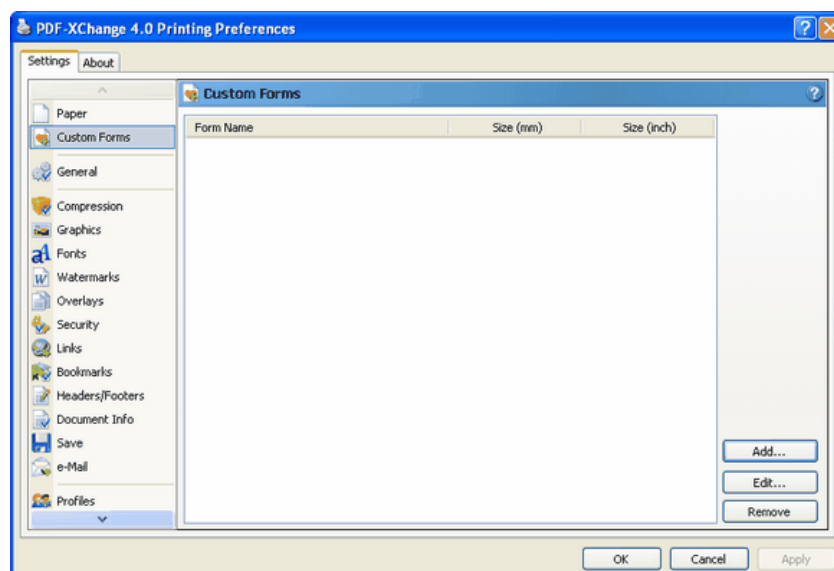 PDF-XChange 4.0 Printing Preferences
Settings About
Custom Forms
Paper
Custom Forms
General
Compression
Graphics
Fonts
Watermarks
Overlays
Security
Links
Bookmarks
Headers/Footers
Document Info
Save
e-Mail
Profiles
Form Name Size (mm) Size (inch)
Add...
Edit...
Remove
OK Cancel Apply